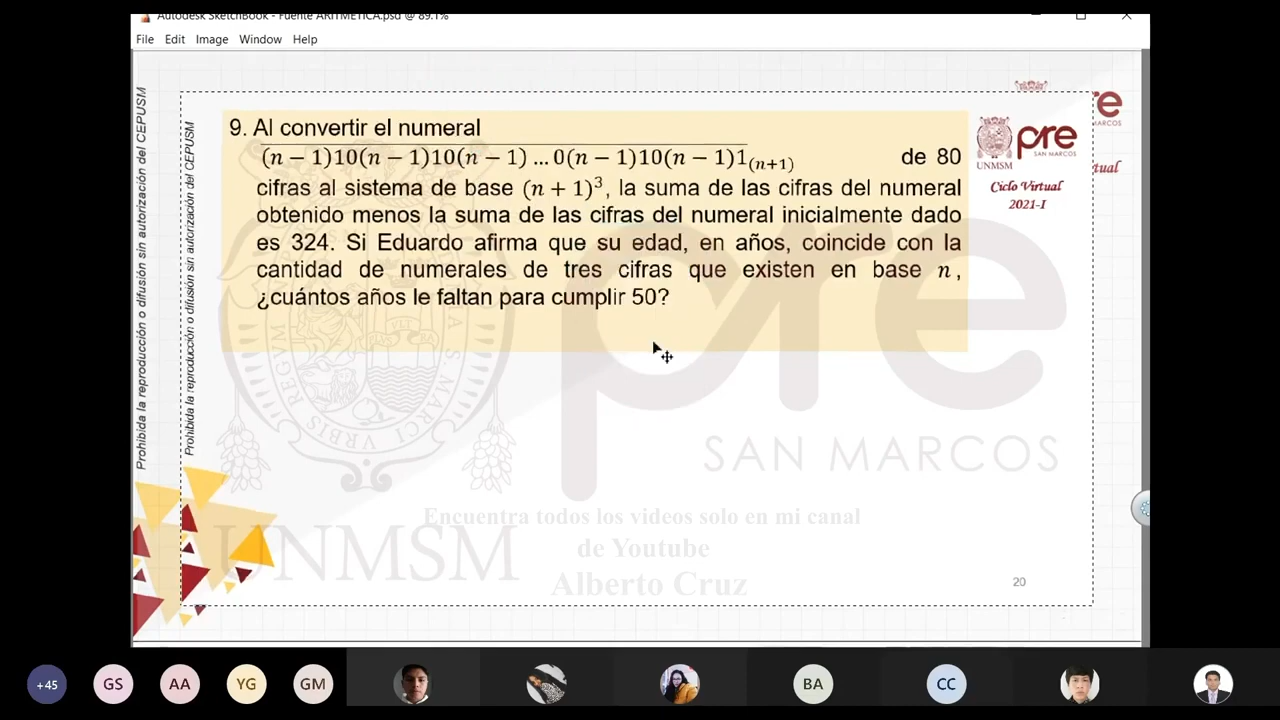 Autodesk SketchBook - Fuente ARITMETICA.psd @ 89.1%
File Edit Image Window Help
Prohibida la reproducción o difusión sin autorización del CEPUSM
Prohibida la reproducción o difusión sin autorización del CEPUSM
9. Al convertir el numeral
(n − 1)10(n − 1)10(n − 1) … 0(n − 1)10(n − 1)1(n+1) de 80
cifras al sistema de base (n + 1)³, la suma de las cifras del numeral
obtenido menos la suma de las cifras del numeral inicialmente dado
es 324. Si Eduardo afirma que su edad, en años, coincide con la
cantidad de numerales de tres cifras que existen en base n,
¿cuántos años le faltan para cumplir 50?
re
tual
UNMSM
pre
SAN MARCOS
Ciclo Virtual
2021-I
pre
SAN MARCOS
UNMSM
Encuentra todos los videos solo en mi canal
de Youtube
Alberto Cruz
20
+45 GS AA YG GM BA CC